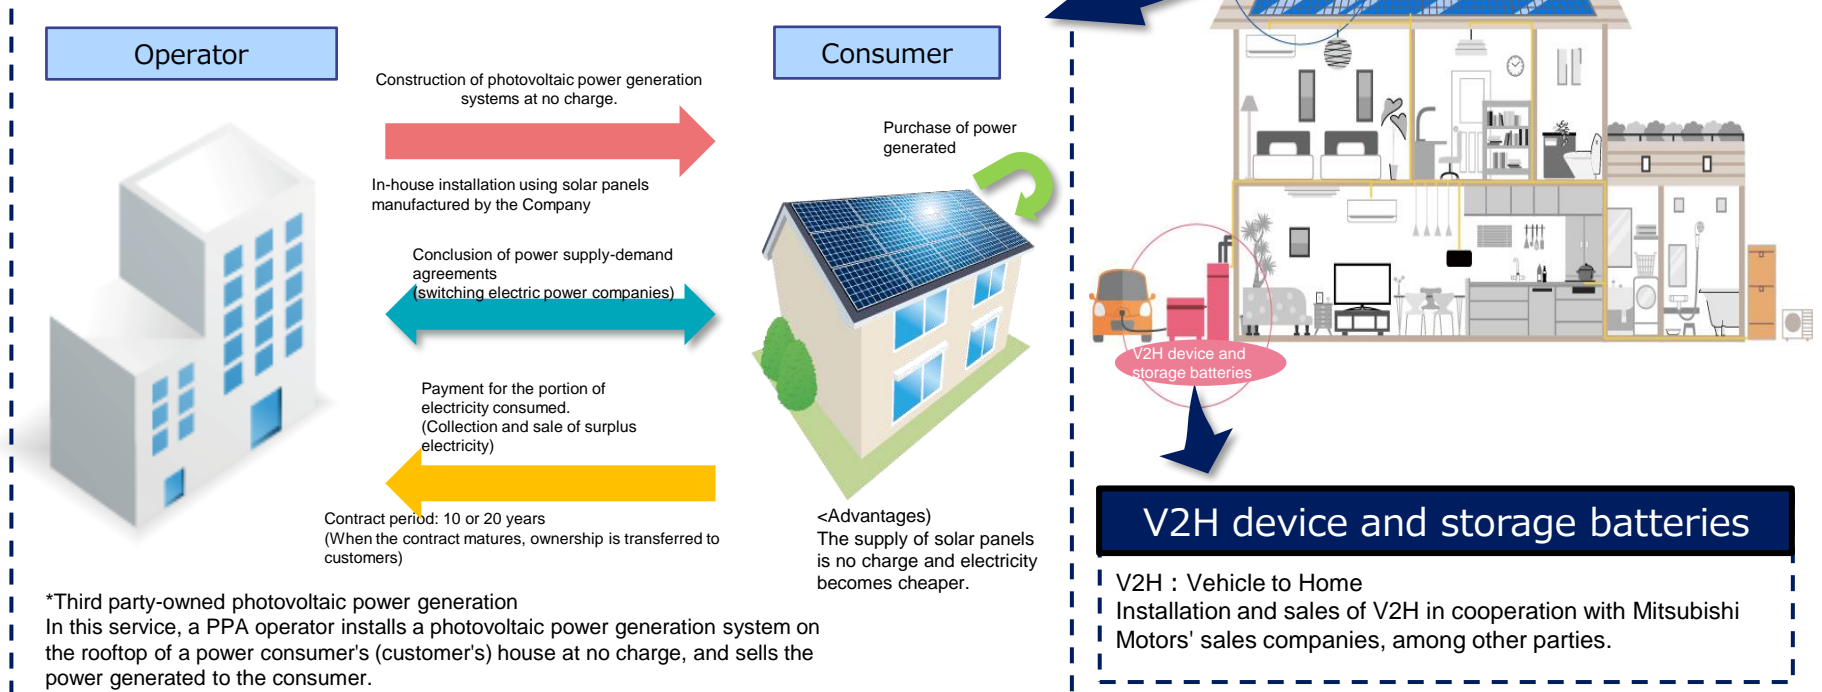 Operator
Consumer
Construction of photovoltaic power generation
systems at no charge.
In-house installation using solar panels
manufactured by the Company
Purchase of power
generated
Conclusion of power supply-demand
agreements
(switching electric power companies)
Payment for the portion of
electricity consumed.
(Collection and sale of surplus
electricity)
Contract period: 10 or 20 years
(When the contract matures, ownership is transferred to
customers)
<Advantages)
The supply of solar panels
is no charge and electricity
becomes cheaper.
*Third party-owned photovoltaic power generation
In this service, a PPA operator installs a photovoltaic power generation system on
the rooftop of a power consumer's (customer's) house at no charge, and sells the
power generated to the consumer.
V2H device and
storage batteries
V2H device and storage batteries
V2H : Vehicle to Home
Installation and sales of V2H in cooperation with Mitsubishi
Motors' sales companies, among other parties.